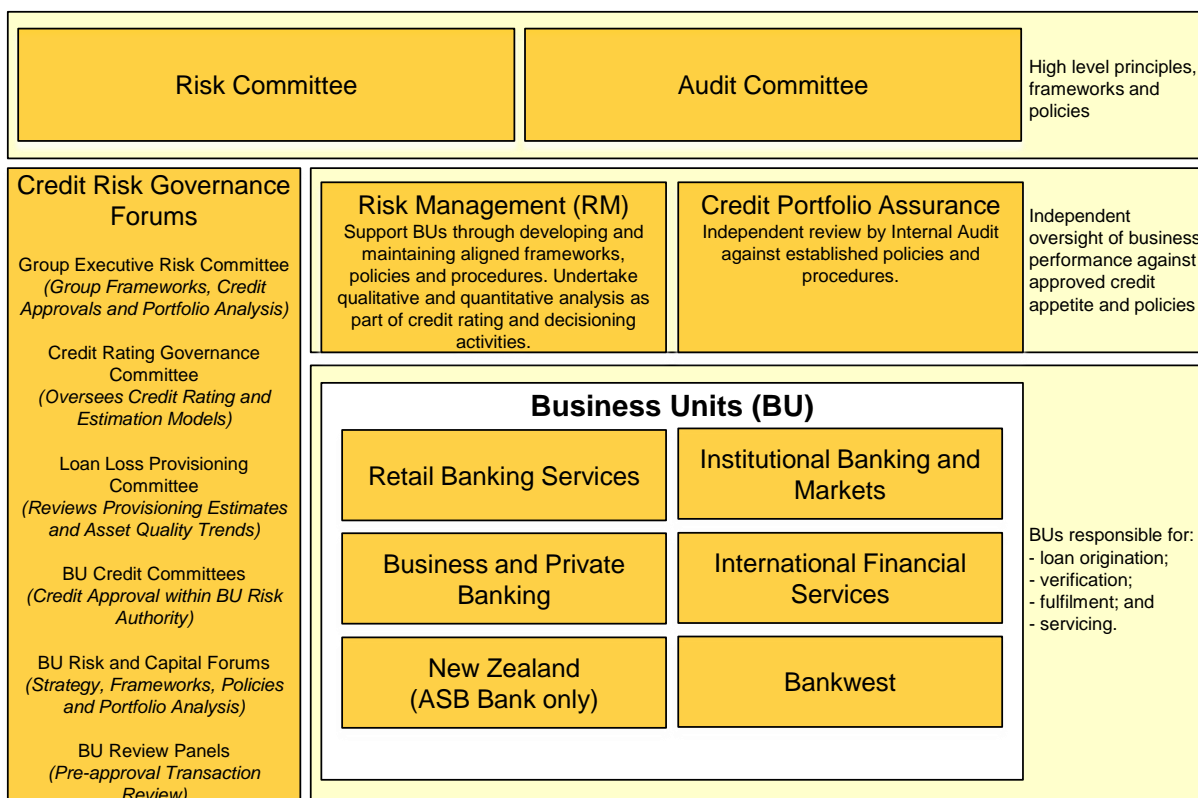 Risk Committee
Audit Committee
High level principles,
frameworks and
policies
Credit Risk Governance
Forums
Group Executive Risk Committee
(Group Frameworks, Credit
Approvals and Portfolio Analysis)
Credit Rating Governance
Committee
(Oversees Credit Rating and
Estimation Models)
Loan Loss Provisioning
Committee
(Reviews Provisioning Estimates
and Asset Quality Trends)
BU Credit Committees
(Credit Approval within BU Risk
Authority)
BU Risk and Capital Forums
(Strategy, Frameworks, Policies
and Portfolio Analysis)
BU Review Panels
(Pre-approval Transaction
Review)
Risk Management (RM)
Support BUs through developing and
maintaining aligned frameworks,
policies and procedures. Undertake
qualitative and quantitative analysis as
part of credit rating and decisioning
activities.
Credit Portfolio Assurance
Independent review by Internal Audit
against established policies and
procedures.
Independent
oversight of business
performance against
approved credit
appetite and policies
Business Units (BU)
Retail Banking Services
Institutional Banking and
Markets
Business and Private
Banking
International Financial
Services
New Zealand
(ASB Bank only)
Bankwest
BUs responsible for:
- loan origination;
- verification;
- fulfilment; and
- servicing.